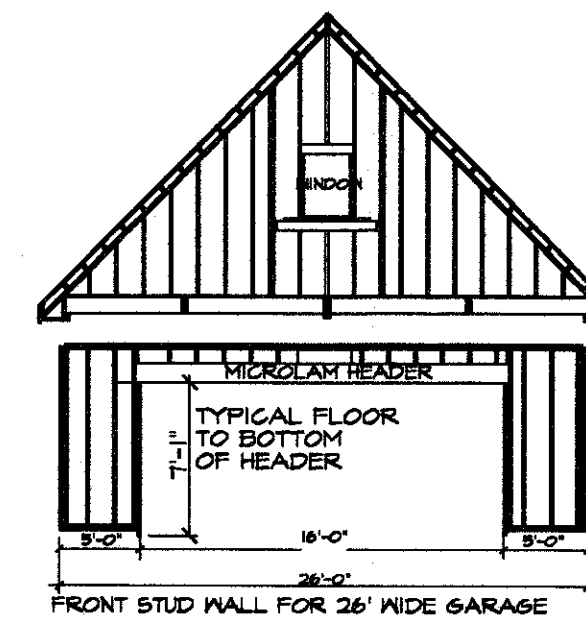 WINDOW
MICROLAM HEADER
TYPICAL FLOOR
TO BOTTOM
OF HEADER
7'-1"
5'-0"
16'-0"
5'-0"
26'-0"
FRONT STUD WALL FOR 26' WIDE GARAGE